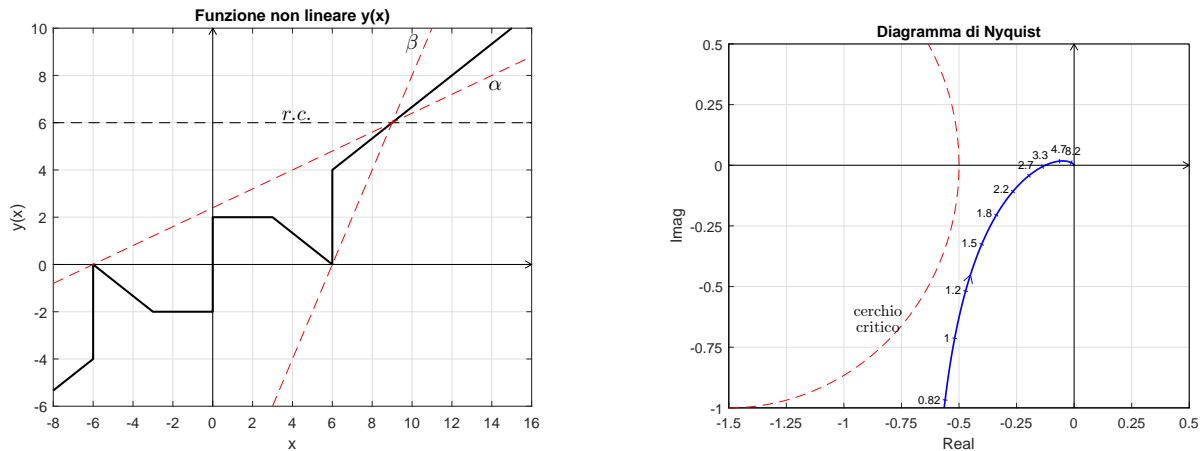 Funzione non lineare y(x)
10
8
6
4
2
0
-2
-4
-6
y(x)
β
α
r.c.
-8 -6 -4 -2 0 2 4 6 8 10 12 14 16
x
Diagramma di Nyquist
0.5
0.25
0
-0.25
-0.5
-0.75
-1
Imag
4.7 8.2
3.3
2.7
2.2
1.8
1.5
1.2
1
0.82
cerchio
critico
-1.5 -1.25 -1 -0.75 -0.5 -0.25 0 0.25 0.5
Real